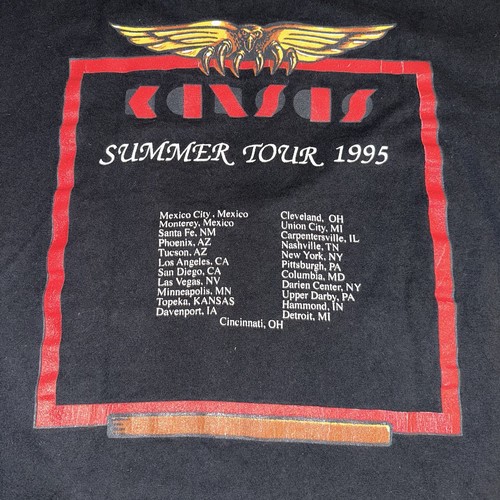 KANSAS
SUMMER TOUR 1995
Mexico City, Mexico
Monterey, Mexico
Santa Fe, NM
Phoenix, AZ
Tucson, AZ
Los Angeles, CA
San Diego, CA
Las Vegas, NV
Minneapolis, MN
Topeka, KANSAS
Davenport, IA
Cleveland, OH
Union City, MI
Carpentersville, IL
Nashville, TN
New York, NY
Pittsburgh, PA
Columbia, MD
Darien Center, NY
Upper Darby, PA
Hammond, IN
Detroit, MI
Cincinnati, OH